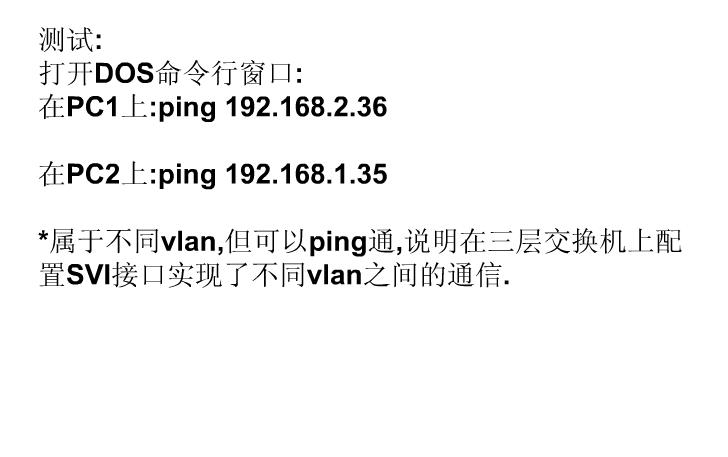 测试:
打开DOS命令行窗口:
在PC1上:ping 192.168.2.36
在PC2上:ping 192.168.1.35
*属于不同vlan,但可以ping通,说明在三层交换机上配
置SVI接口实现了不同vlan之间的通信.